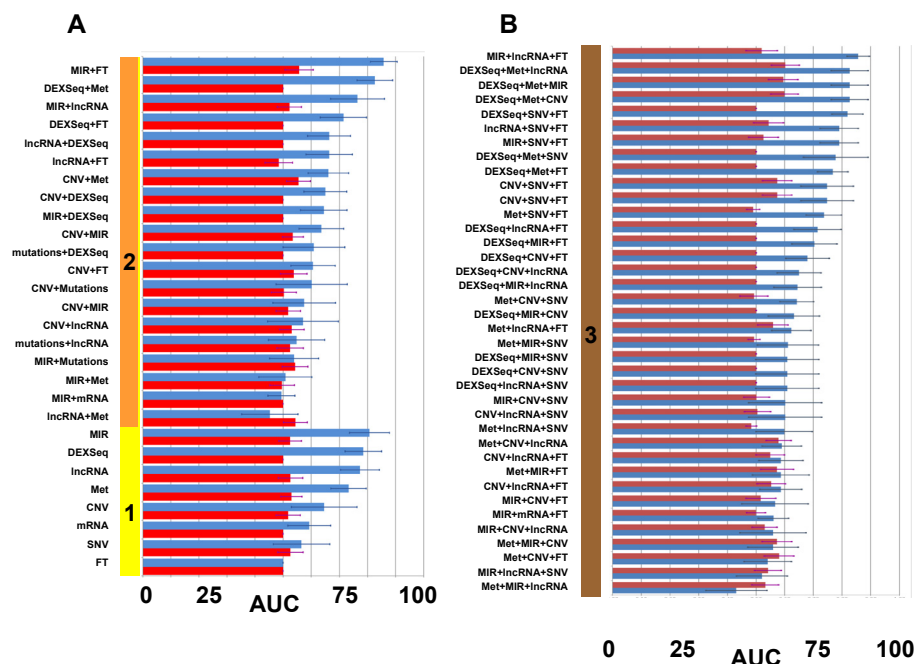 A
MIR+FT
DEXSeq+Met
MIR+lncRNA
DEXSeq+FT
lncRNA+DEXSeq
lncRNA+FT
CNV+Met
CNV+DEXSeq
MIR+DEXSeq
CNV+MIR
mutations+DEXSeq
CNV+FT
CNV+Mutations
CNV+MIR
CNV+lncRNA
mutations+lncRNA
MIR+Mutations
MIR+Met
MIR+mRNA
lncRNA+Met
2
MIR
DEXSeq
lncRNA
Met
CNV
mRNA
SNV
FT
1
0 25 75 100
AUC
B
MIR+lncRNA+FT
DEXSeq+Met+lncRNA
DEXSeq+Met+MIR
DEXSeq+Met+CNV
DEXSeq+SNV+FT
lncRNA+SNV+FT
MIR+SNV+FT
DEXSeq+Met+SNV
DEXSeq+Met+FT
CNV+SNV+FT
CNV+SNV+FT
Met+SNV+FT
DEXSeq+lncRNA+FT
DEXSeq+MIR+FT
DEXSeq+CNV+FT
DEXSeq+CNV+lncRNA
DEXSeq+MIR+lncRNA
Met+CNV+SNV
DEXSeq+MIR+CNV
Met+lncRNA+FT
Met+MIR+SNV
DEXSeq+MIR+SNV
DEXSeq+CNV+SNV
DEXSeq+lncRNA+SNV
MIR+CNV+SNV
CNV+lncRNA+SNV
Met+lncRNA+SNV
Met+CNV+lncRNA
CNV+lncRNA+FT
Met+MIR+FT
CNV+lncRNA+FT
MIR+CNV+FT
MIR+mRNA+FT
MIR+CNV+lncRNA
Met+MIR+CNV
Met+CNV+FT
MIR+lncRNA+SNV
Met+MIR+lncRNA
3
0 25 75 100
AUC